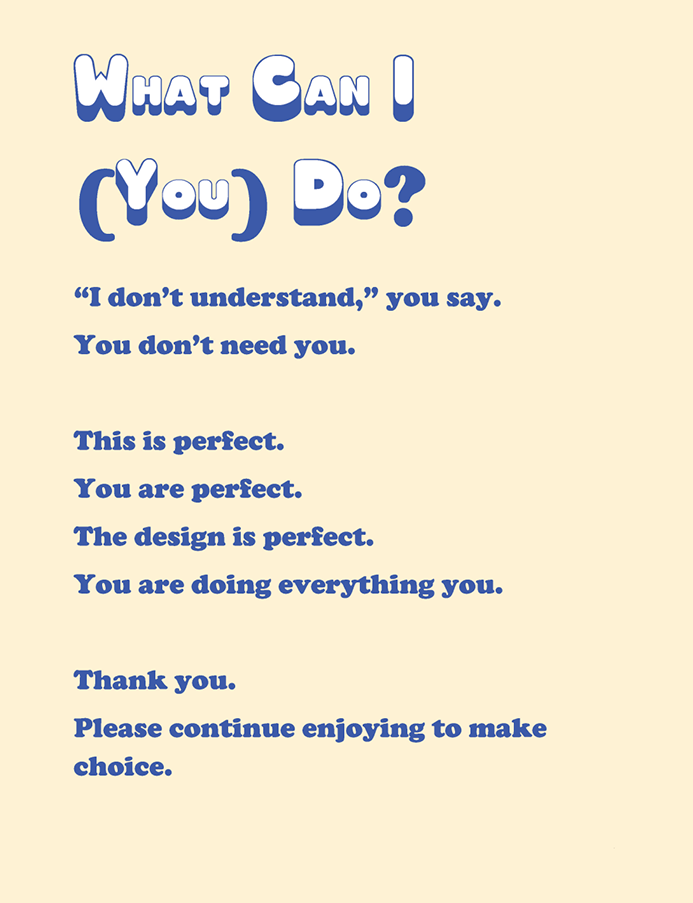 What Can I
(You) Do?
“I don’t understand,” you say.
You don’t need you.
This is perfect.
You are perfect.
The design is perfect.
You are doing everything you.
Thank you.
Please continue enjoying to make
choice.